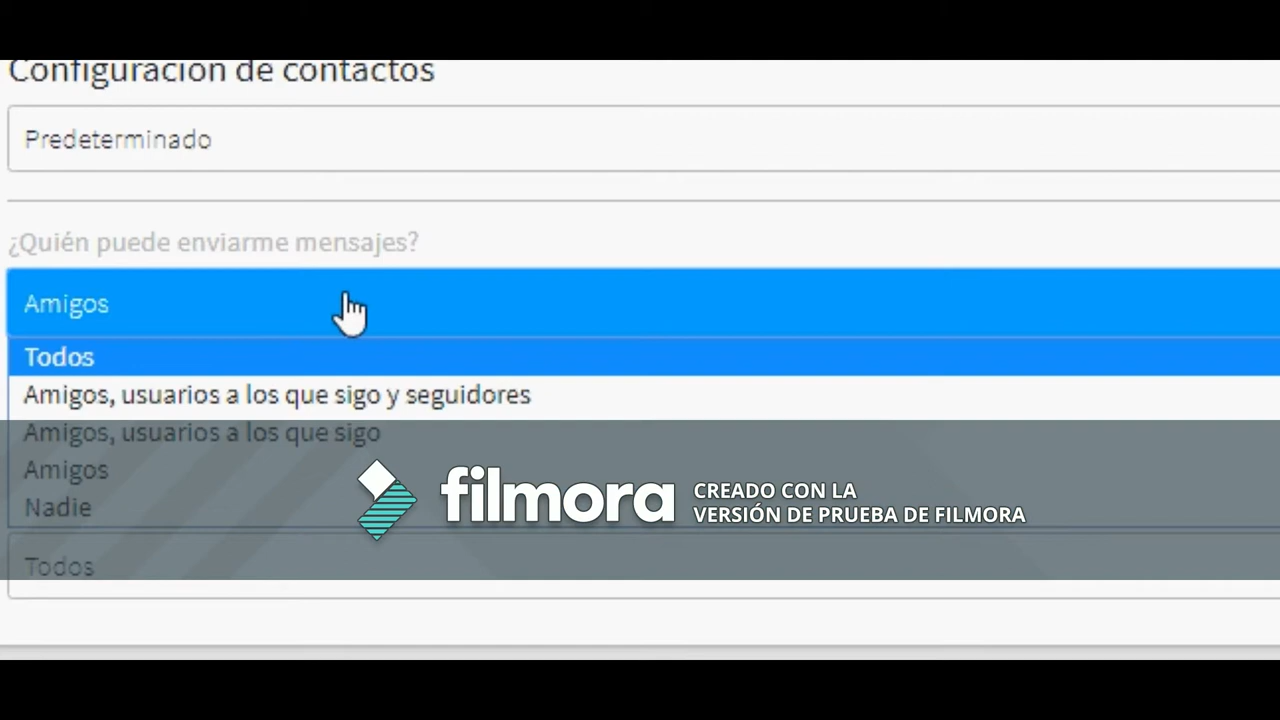 Configuración de contactos
Predeterminado
¿Quién puede enviarme mensajes?
Amigos
Todos
Amigos, usuarios a los que sigo y seguidores
Amigos, usuarios a los que sigo
Amigos
Nadie
filmora
CREADO CON LA
VERSIÓN DE PRUEBA DE FILMORA
Todos